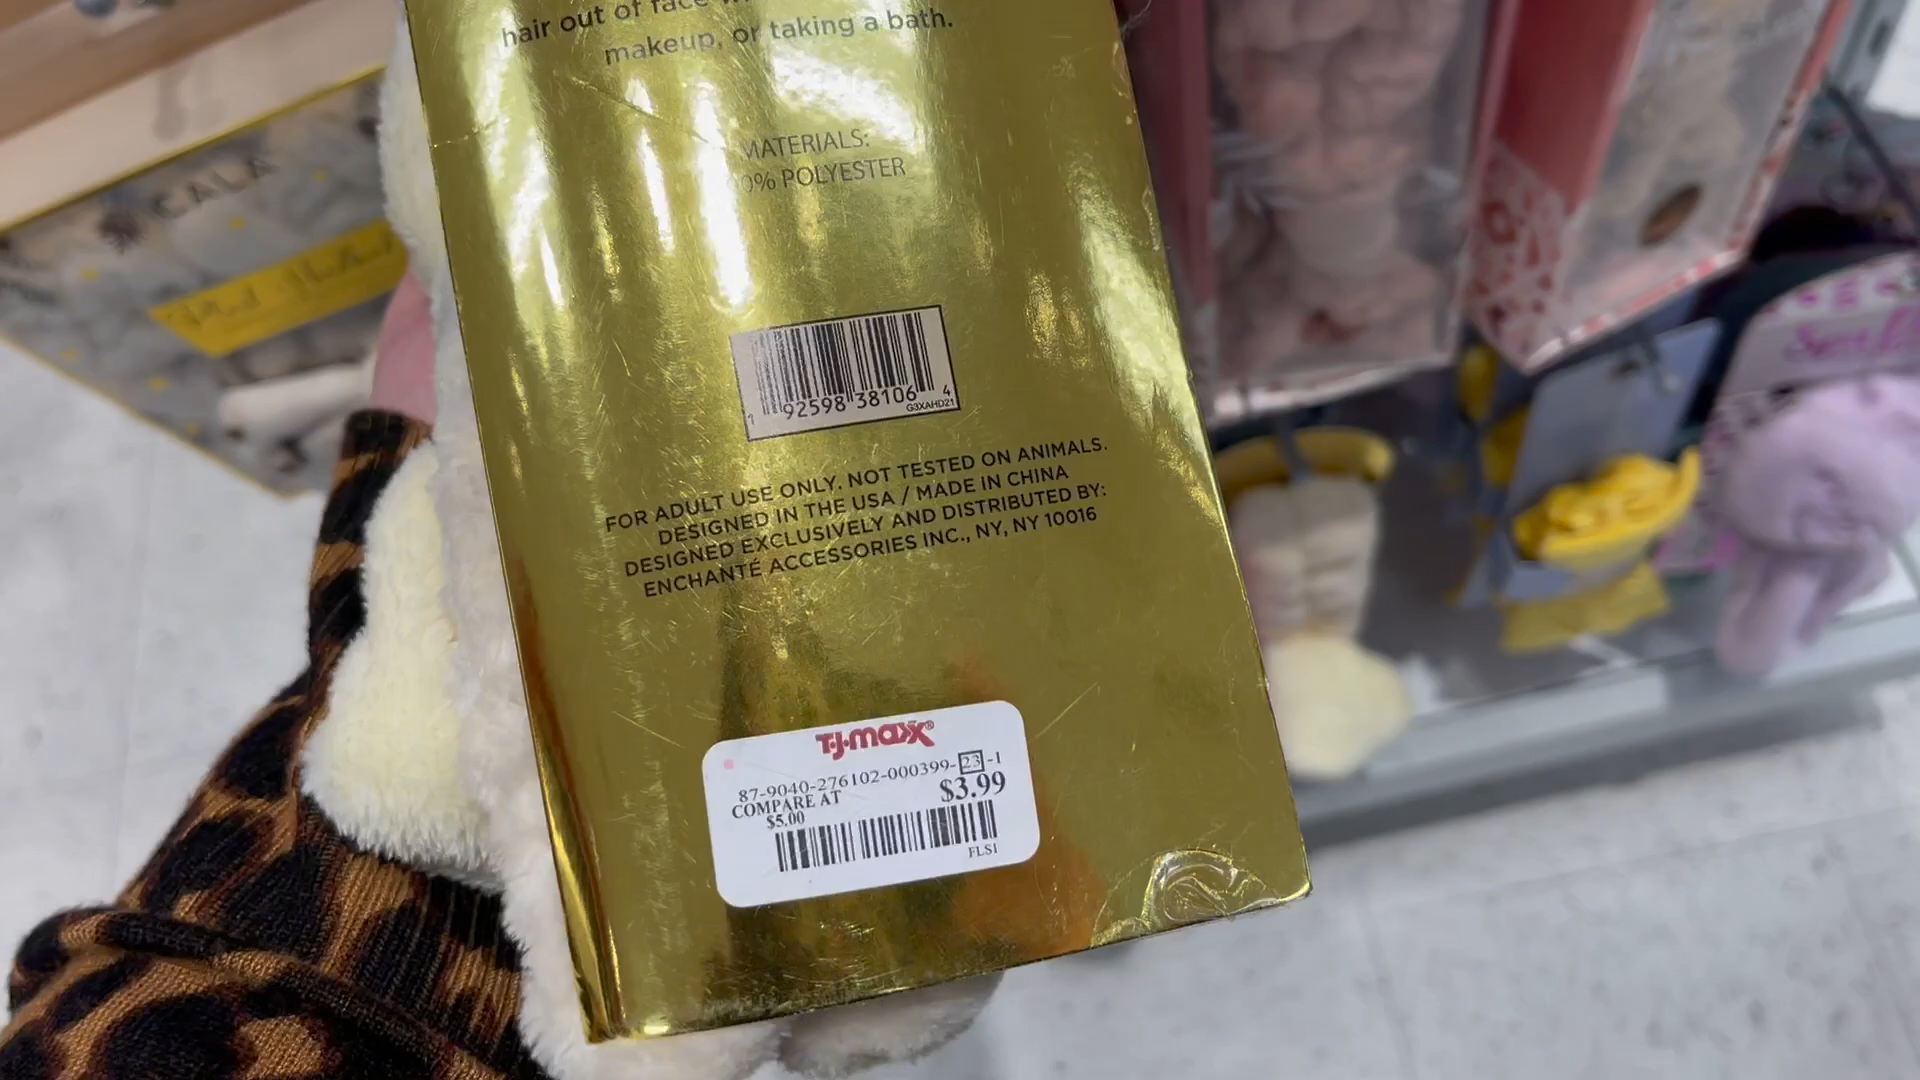 hair out of face
makeup, or taking a bath.
MATERIALS:
0% POLYESTER
1 92598 38106 4
G3XAHD21
FOR ADULT USE ONLY. NOT TESTED ON ANIMALS.
DESIGNED IN THE USA / MADE IN CHINA
DESIGNED EXCLUSIVELY AND DISTRIBUTED BY:
ENCHANTÉ ACCESSORIES INC., NY, NY 10016
T·J·maxx®
87-9040-276102-000399-23-1
COMPARE AT $3.99
$5.00
FLS1
CALA